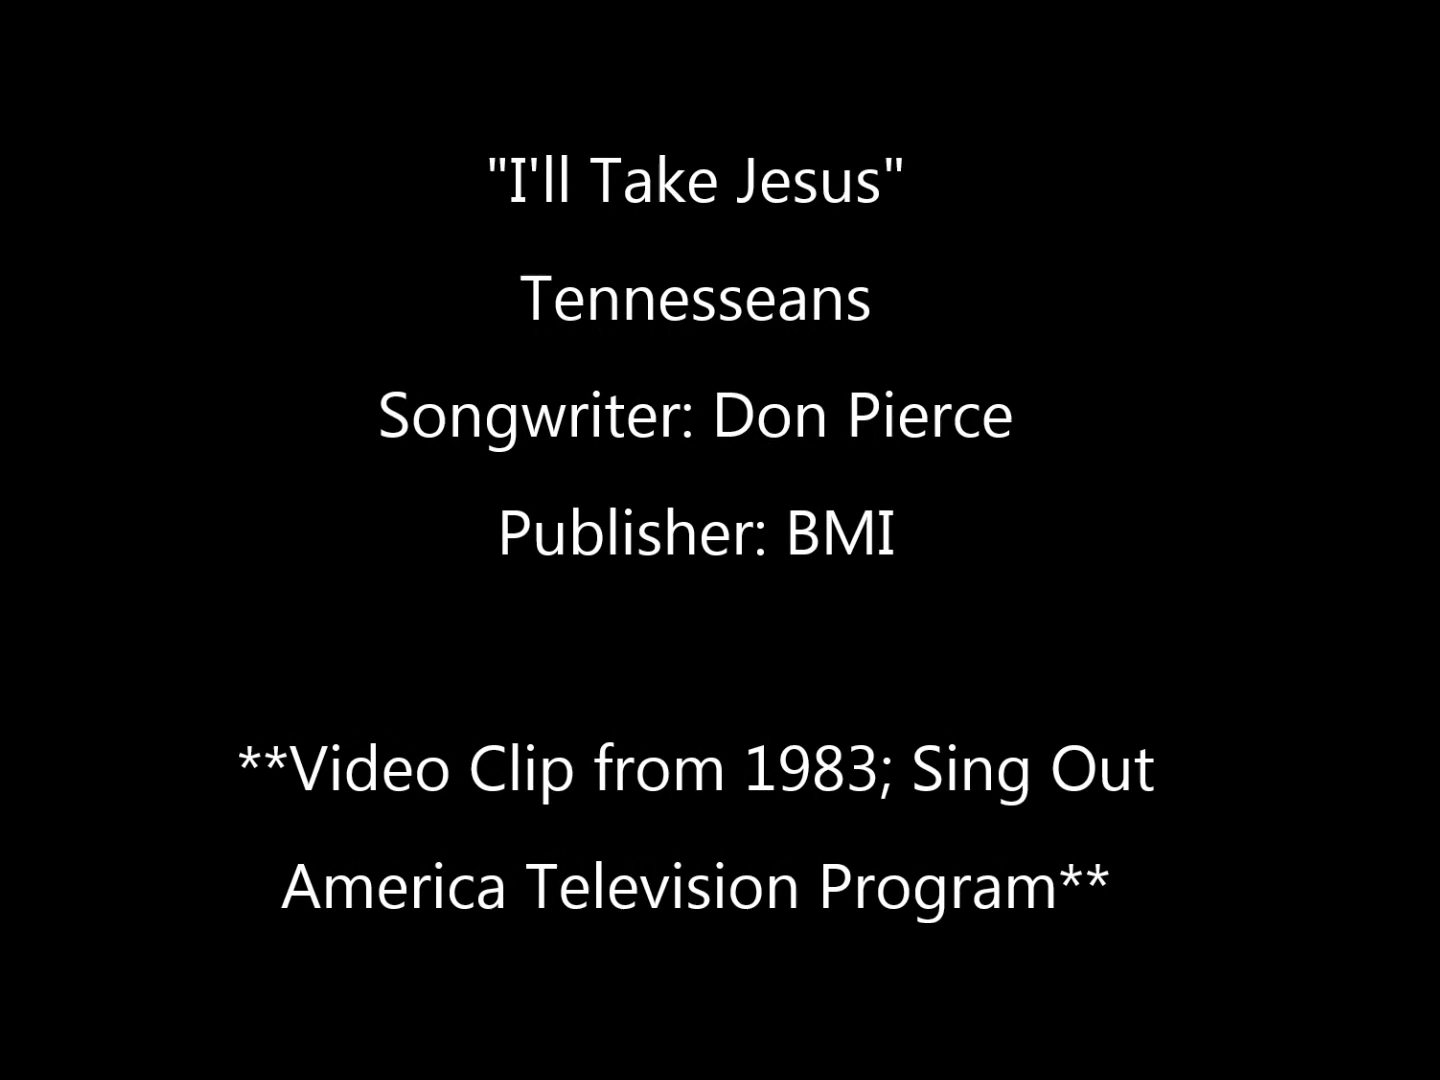 "I'll Take Jesus"
Tennesseans
Songwriter: Don Pierce
Publisher: BMI
**Video Clip from 1983; Sing Out
America Television Program**